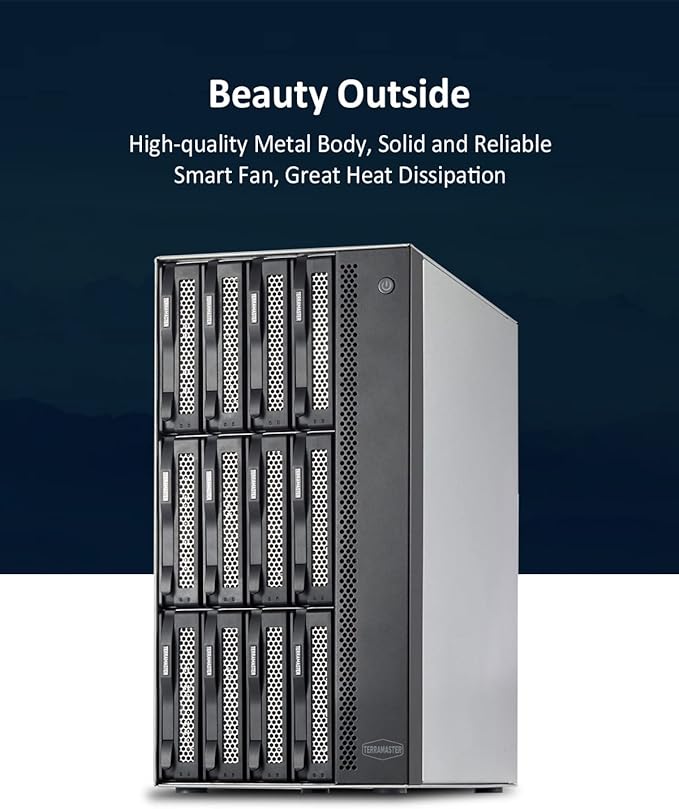 Beauty Outside
High-quality Metal Body, Solid and Reliable
Smart Fan, Great Heat Dissipation
TERRAMASTER TERRAMASTER TERRAMASTER TERRAMASTER
TERRAMASTER TERRAMASTER TERRAMASTER TERRAMASTER
TERRAMASTER TERRAMASTER TERRAMASTER TERRAMASTER
TERRAMASTER